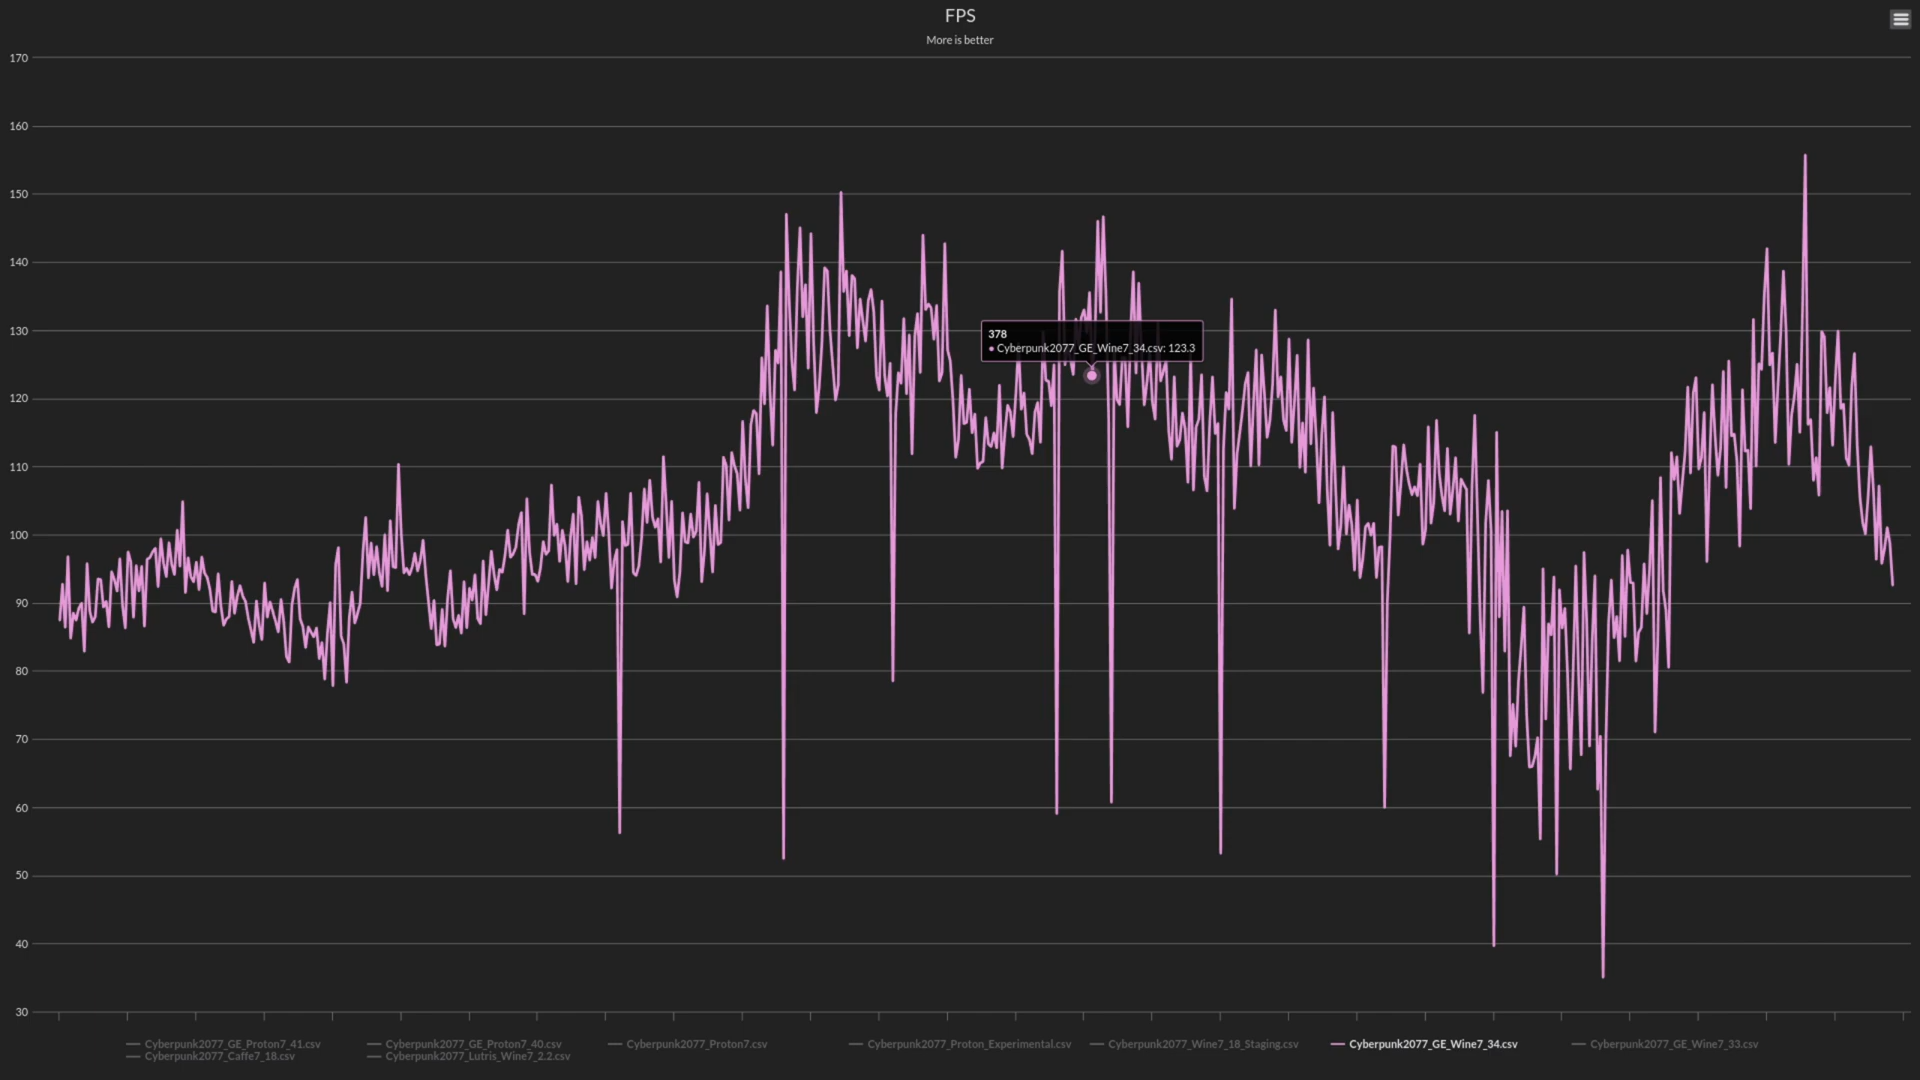 FPS
More is better
170
160
150
140
130
120
110
100
90
80
70
60
50
40
30
378
● Cyberpunk2077_GE_Wine7_34.csv: 123.3
Cyberpunk2077_GE_Proton7_41.csv
Cyberpunk2077_GE_Proton7_40.csv
Cyberpunk2077_Proton7.csv
Cyberpunk2077_Proton_Experimental.csv
Cyberpunk2077_Wine7_18_Staging.csv
Cyberpunk2077_GE_Wine7_34.csv
Cyberpunk2077_GE_Wine7_33.csv
Cyberpunk2077_Caffe7_18.csv
Cyberpunk2077_Lutris_Wine7_2.2.csv